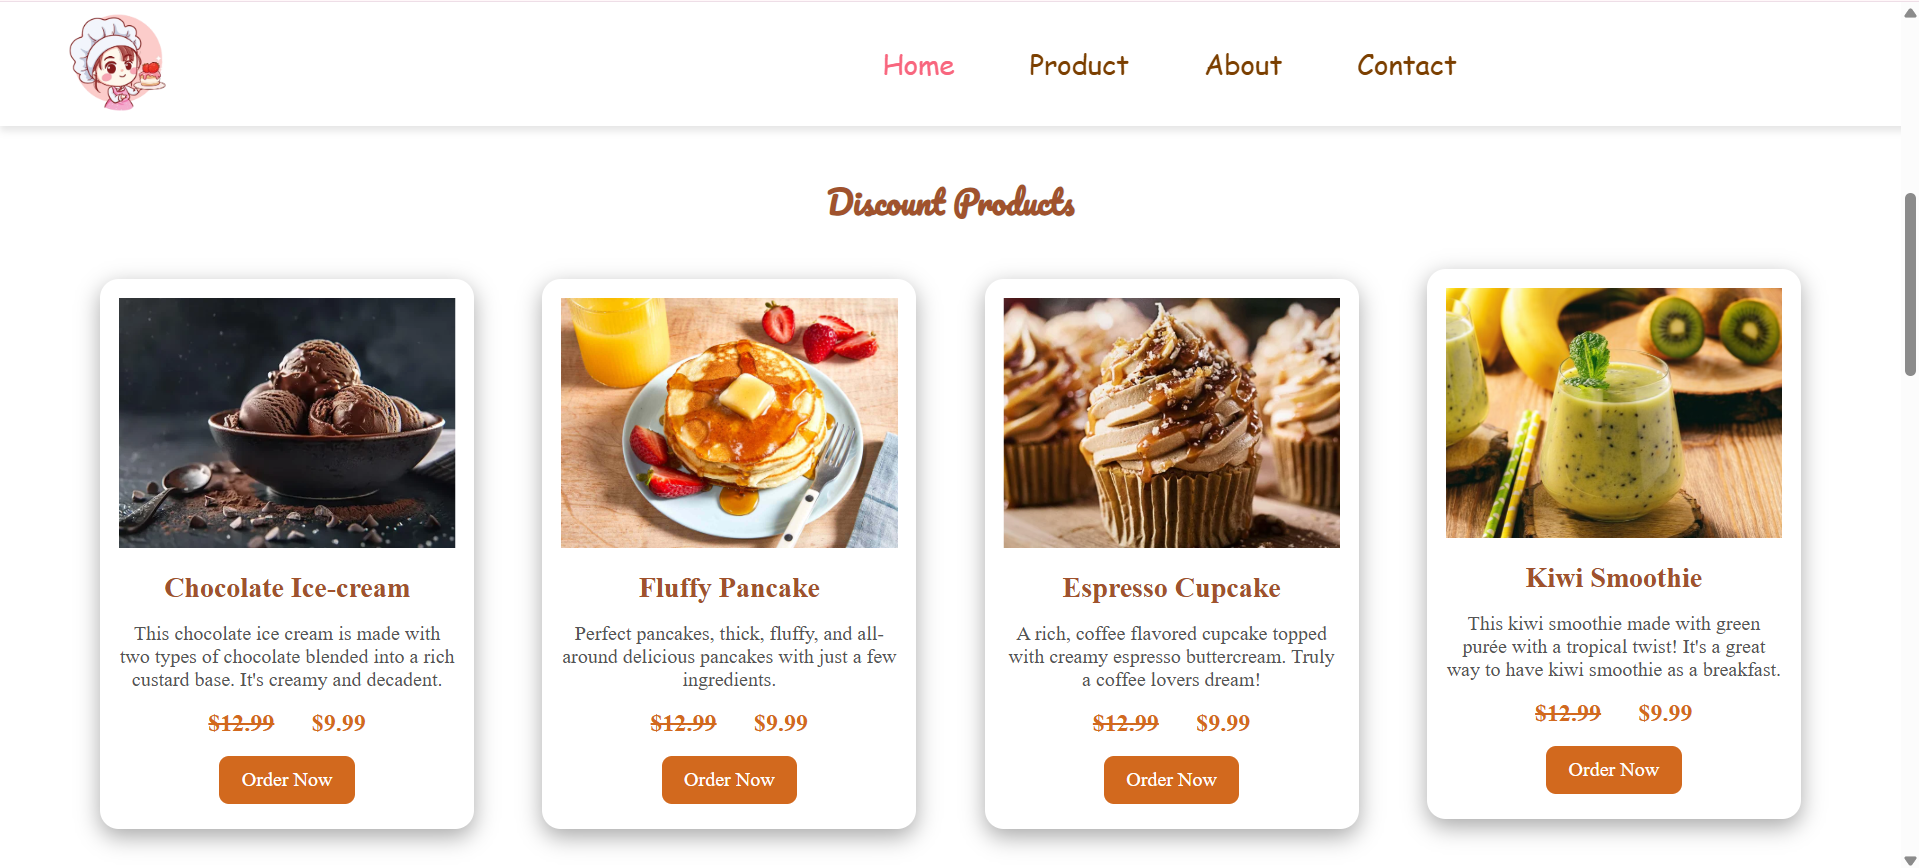 Home Product About Contact
Discount Products
Chocolate Ice-cream
This chocolate ice cream is made with
two types of chocolate blended into a rich
custard base. It's creamy and decadent.
$12.99 $9.99
Order Now
Fluffy Pancake
Perfect pancakes, thick, fluffy, and all-
around delicious pancakes with just a few
ingredients.
$12.99 $9.99
Order Now
Espresso Cupcake
A rich, coffee flavored cupcake topped
with creamy espresso buttercream. Truly
a coffee lovers dream!
$12.99 $9.99
Order Now
Kiwi Smoothie
This kiwi smoothie made with green
purée with a tropical twist! It's a great
way to have kiwi smoothie as a breakfast.
$12.99 $9.99
Order Now